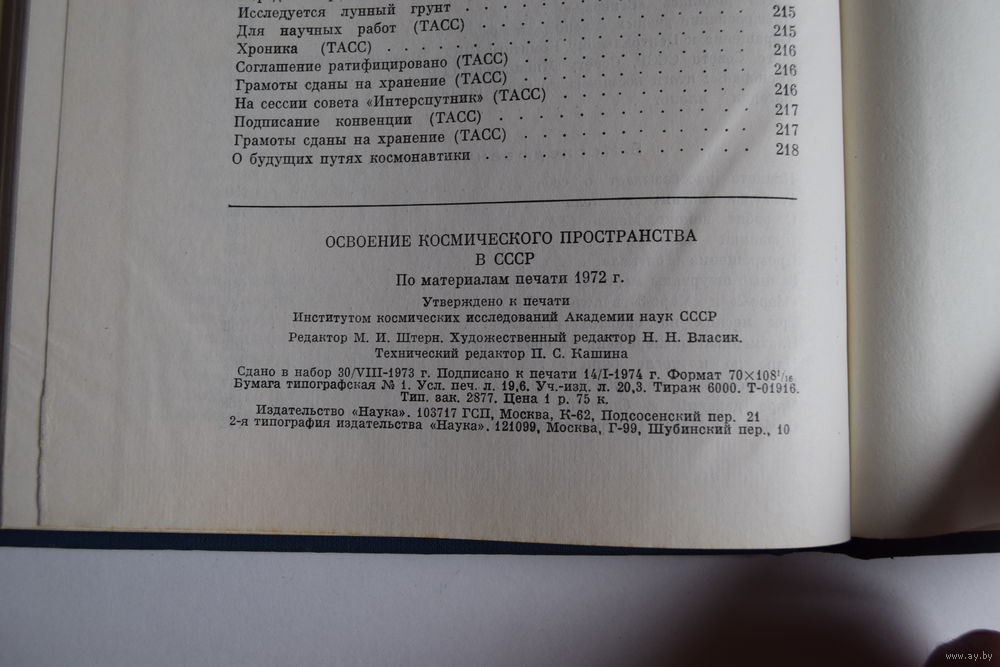 Исследуется лунный грунт . . . . . . . . . . . . . . . . 215
Для научных работ (ТАСС) . . . . . . . . . . . . . . . 215
Хроника (ТАСС) . . . . . . . . . . . . . . . . . . . . 216
Соглашение ратифицировано (ТАСС) . . . . . . . . . . . . 216
Грамоты сданы на хранение (ТАСС) . . . . . . . . . . . . 216
На сессии совета «Интерспутник» (ТАСС) . . . . . . . . . . 217
Подписание конвенции (ТАСС) . . . . . . . . . . . . . . 217
Грамоты сданы на хранение (ТАСС) . . . . . . . . . . . . 218
О будущих путях космонавтики . . . . . . . . . . . . . .
ОСВОЕНИЕ КОСМИЧЕСКОГО ПРОСТРАНСТВА
В СССР
По материалам печати 1972 г.
Утверждено к печати
Институтом космических исследований Академии наук СССР
Редактор М. И. Штерн. Художественный редактор Н. Н. Власик.
Технический редактор П. С. Кашина
Сдано в набор 30/VIII-1973 г. Подписано к печати 14/I-1974 г. Формат 70×108¹/₁₆
Бумага типографская № 1. Усл. печ. л. 19,6. Уч.-изд. л. 20,3. Тираж 6000. Т-01916.
Тип. зак. 2877. Цена 1 р. 75 к.
Издательство «Наука». 103717 ГСП, Москва, К-62, Подсосенский пер. 21
2-я типография издательства «Наука». 121099, Москва, Г-99, Шубинский пер., 10
www.ay.by